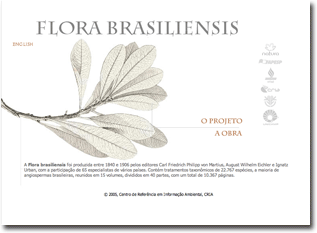 FLORA BRASILIENSIS
ENGLISH
O PROJETO
A OBRA
A Flora brasiliensis foi produzida entre 1840 e 1906 pelos editores Carl Friedrich Philipp von Martius, August Wilhelm Eichler e Ignatz
Urban, com a participação de 65 especialistas de vários países. Contém tratamentos taxonômicos de 22.767 espécies, a maioria de
angiospermas brasileiras, reunidos em 15 volumes, divididos em 40 partes, com um total de 10.367 páginas.
© 2005, Centro de Referência em Informação Ambiental, CRIA